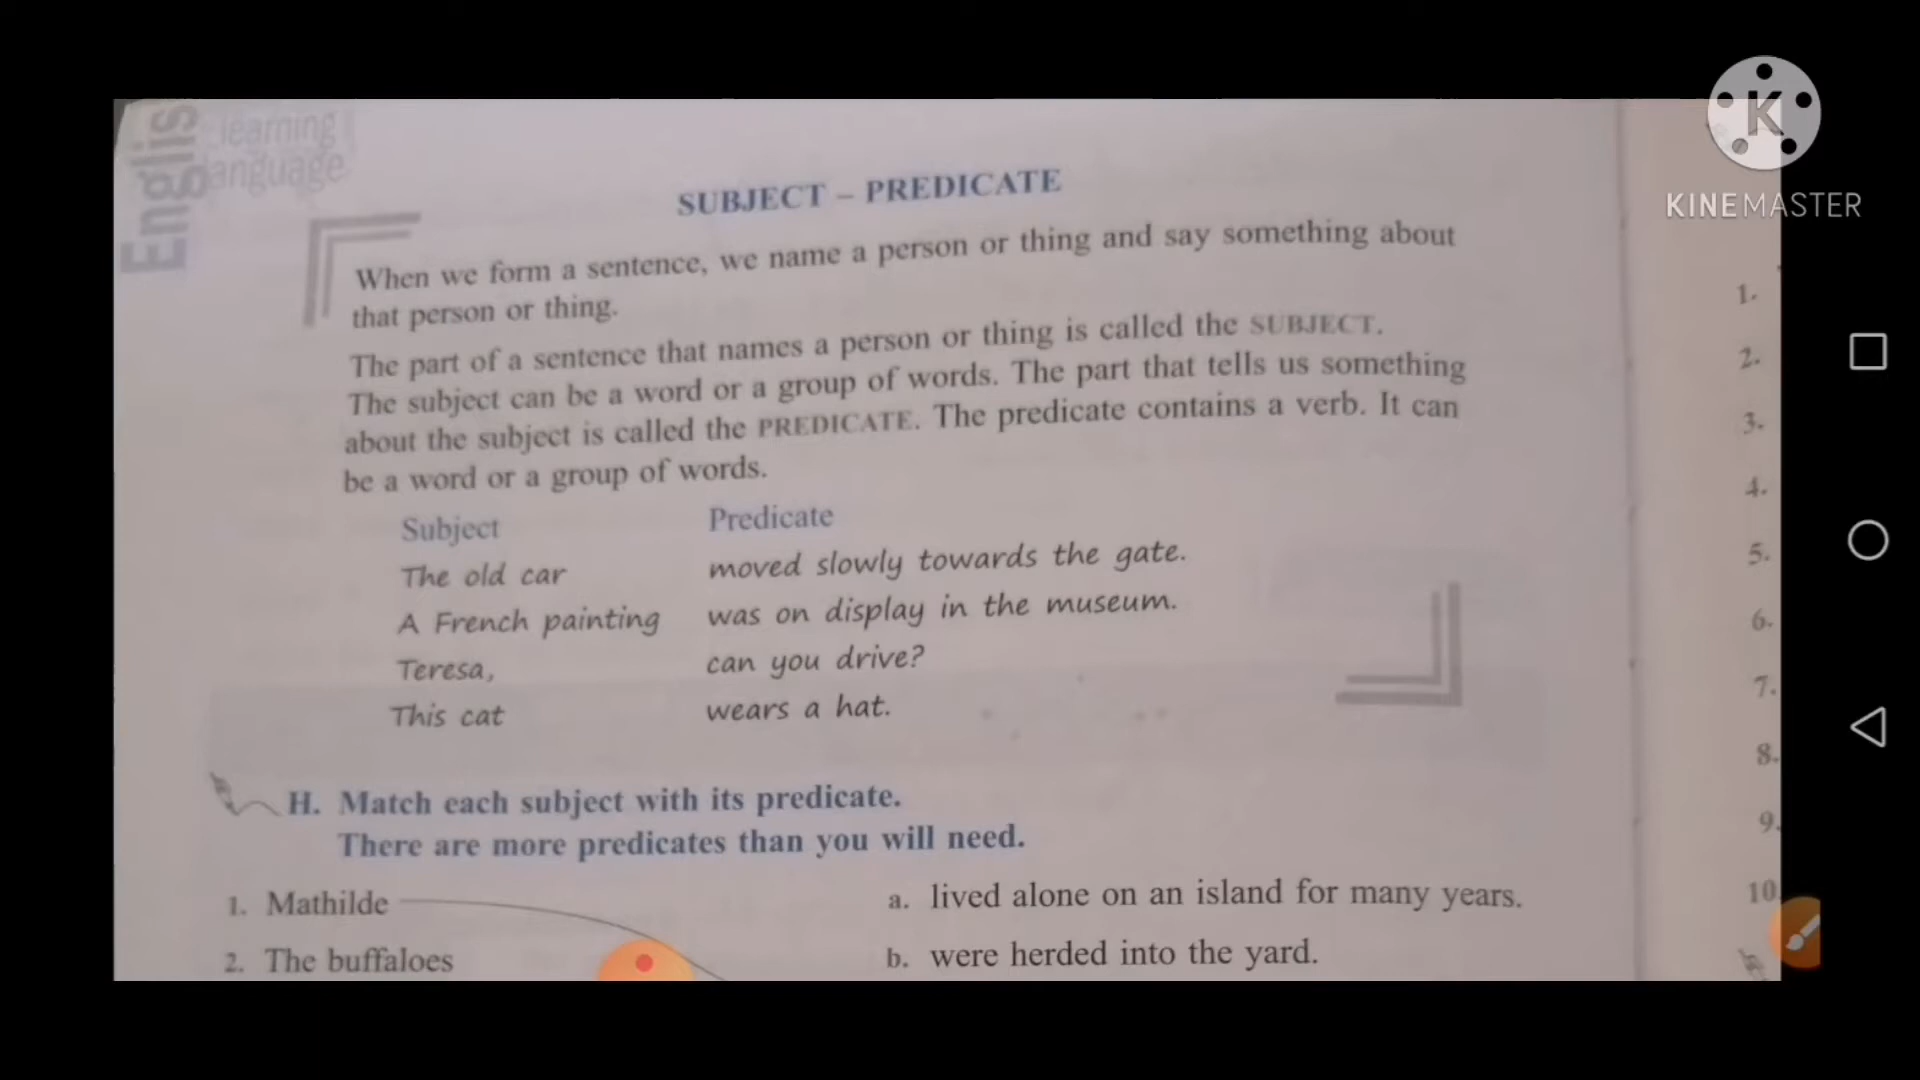 English
learning
language
KINEMASTER
SUBJECT – PREDICATE
When we form a sentence, we name a person or thing and say something about
that person or thing.
The part of a sentence that names a person or thing is called the SUBJECT.
The subject can be a word or a group of words. The part that tells us something
about the subject is called the PREDICATE. The predicate contains a verb. It can
be a word or a group of words.
Subject Predicate
The old car moved slowly towards the gate.
A French painting was on display in the museum.
Teresa, can you drive?
This cat wears a hat.
H. Match each subject with its predicate.
There are more predicates than you will need.
1. Mathilde a. lived alone on an island for many years.
2. The buffaloes b. were herded into the yard.
1.
2.
3.
4.
5.
6.
7.
8.
9.
10